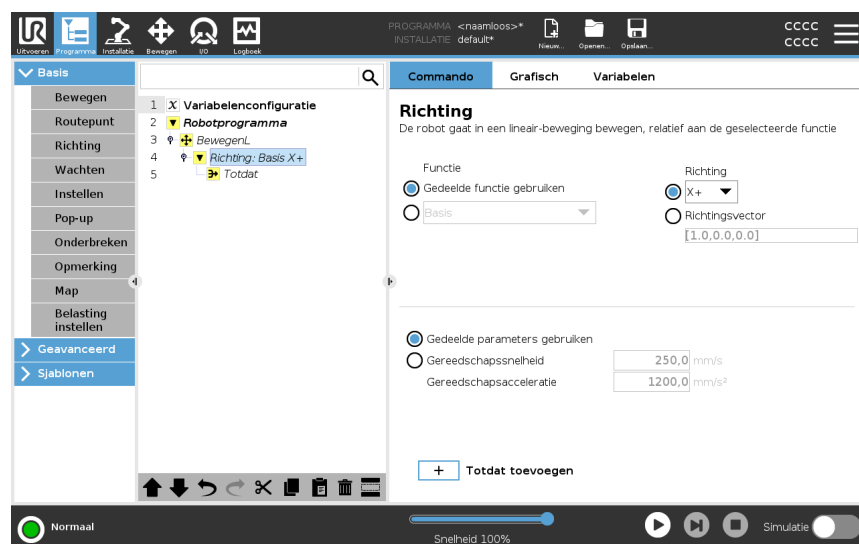 PROGRAMMA <naamloos>*
INSTALLATIE default*
Uitvoeren Programma Installatie Bewegen I/O Logboek
Nieuw... Openen... Opslaan...
CCCC
CCCC
Basis
Bewegen
Routepunt
Richting
Wachten
Instellen
Pop-up
Onderbreken
Opmerking
Map
Belasting
instellen
Geavanceerd
Sjablonen
1 X Variabelenconfiguratie
2 Robotprogramma
3 BewegenL
4 Richting: Basis X+
5 Totdat
Commando Grafisch Variabelen
Richting
De robot gaat in een lineair-beweging bewegen, relatief aan de geselecteerde functie
Functie
Gedeelde functie gebruiken
Basis
Richting
X+
Richtingsvector
[1.0,0.0,0.0]
Gedeelde parameters gebruiken
Gereedschapssnelheid 250,0 mm/s
Gereedschapsacceleratie 1200,0 mm/s²
+ Totdat toevoegen
Normaal
Snelheid 100%
Simulatie